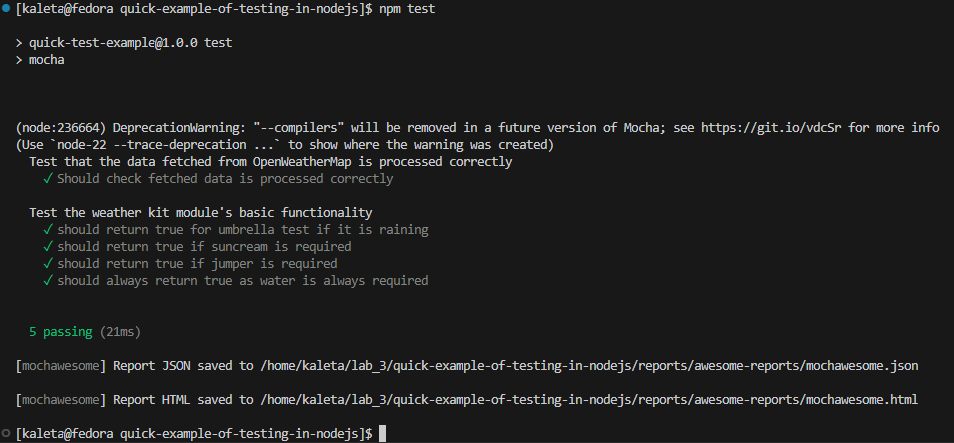 [kaleta@fedora quick-example-of-testing-in-nodejs]$ npm test
> quick-test-example@1.0.0 test
> mocha
(node:236664) DeprecationWarning: "--compilers" will be removed in a future version of Mocha; see https://git.io/vdcSr for more info
(Use `node-22 --trace-deprecation ...` to show where the warning was created)
Test that the data fetched from OpenWeatherMap is processed correctly
✓ Should check fetched data is processed correctly
Test the weather kit module's basic functionality
✓ should return true for umbrella test if it is raining
✓ should return true if suncream is required
✓ should return true if jumper is required
✓ should always return true as water is always required
5 passing (21ms)
[mochawesome] Report JSON saved to /home/kaleta/lab_3/quick-example-of-testing-in-nodejs/reports/awesome-reports/mochawesome.json
[mochawesome] Report HTML saved to /home/kaleta/lab_3/quick-example-of-testing-in-nodejs/reports/awesome-reports/mochawesome.html
[kaleta@fedora quick-example-of-testing-in-nodejs]$